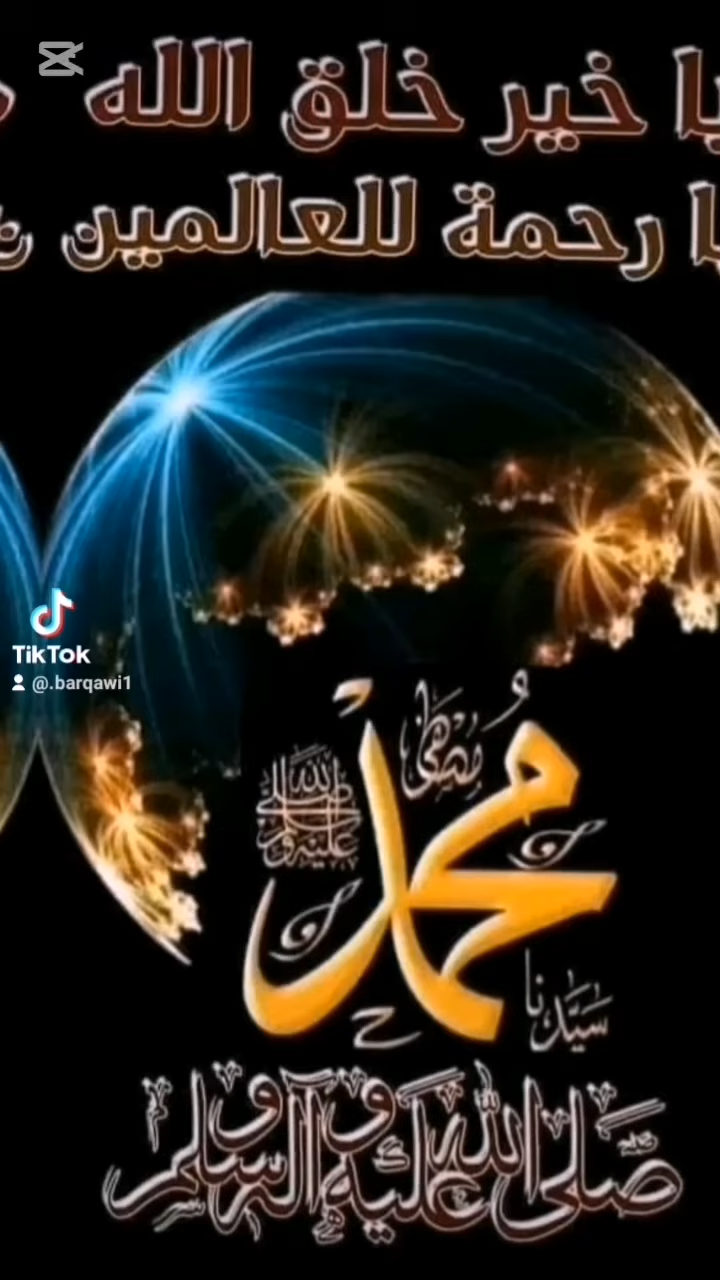 يا خير خلق الله
يا رحمة للعالمين
TikTok
@.barqawi1
مصطفى
محمد
صلى الله عليه وسلم
سيدنا
صلى الله عليه وآله وسلم